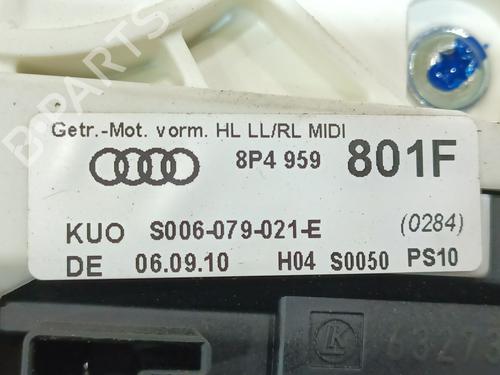 Getr.-Mot. vorm. HL LL/RL MIDI
8P4 959 801F
KUO S006-079-021-E (0284)
DE 06.09.10 H04 S0050 PS10
K 63273